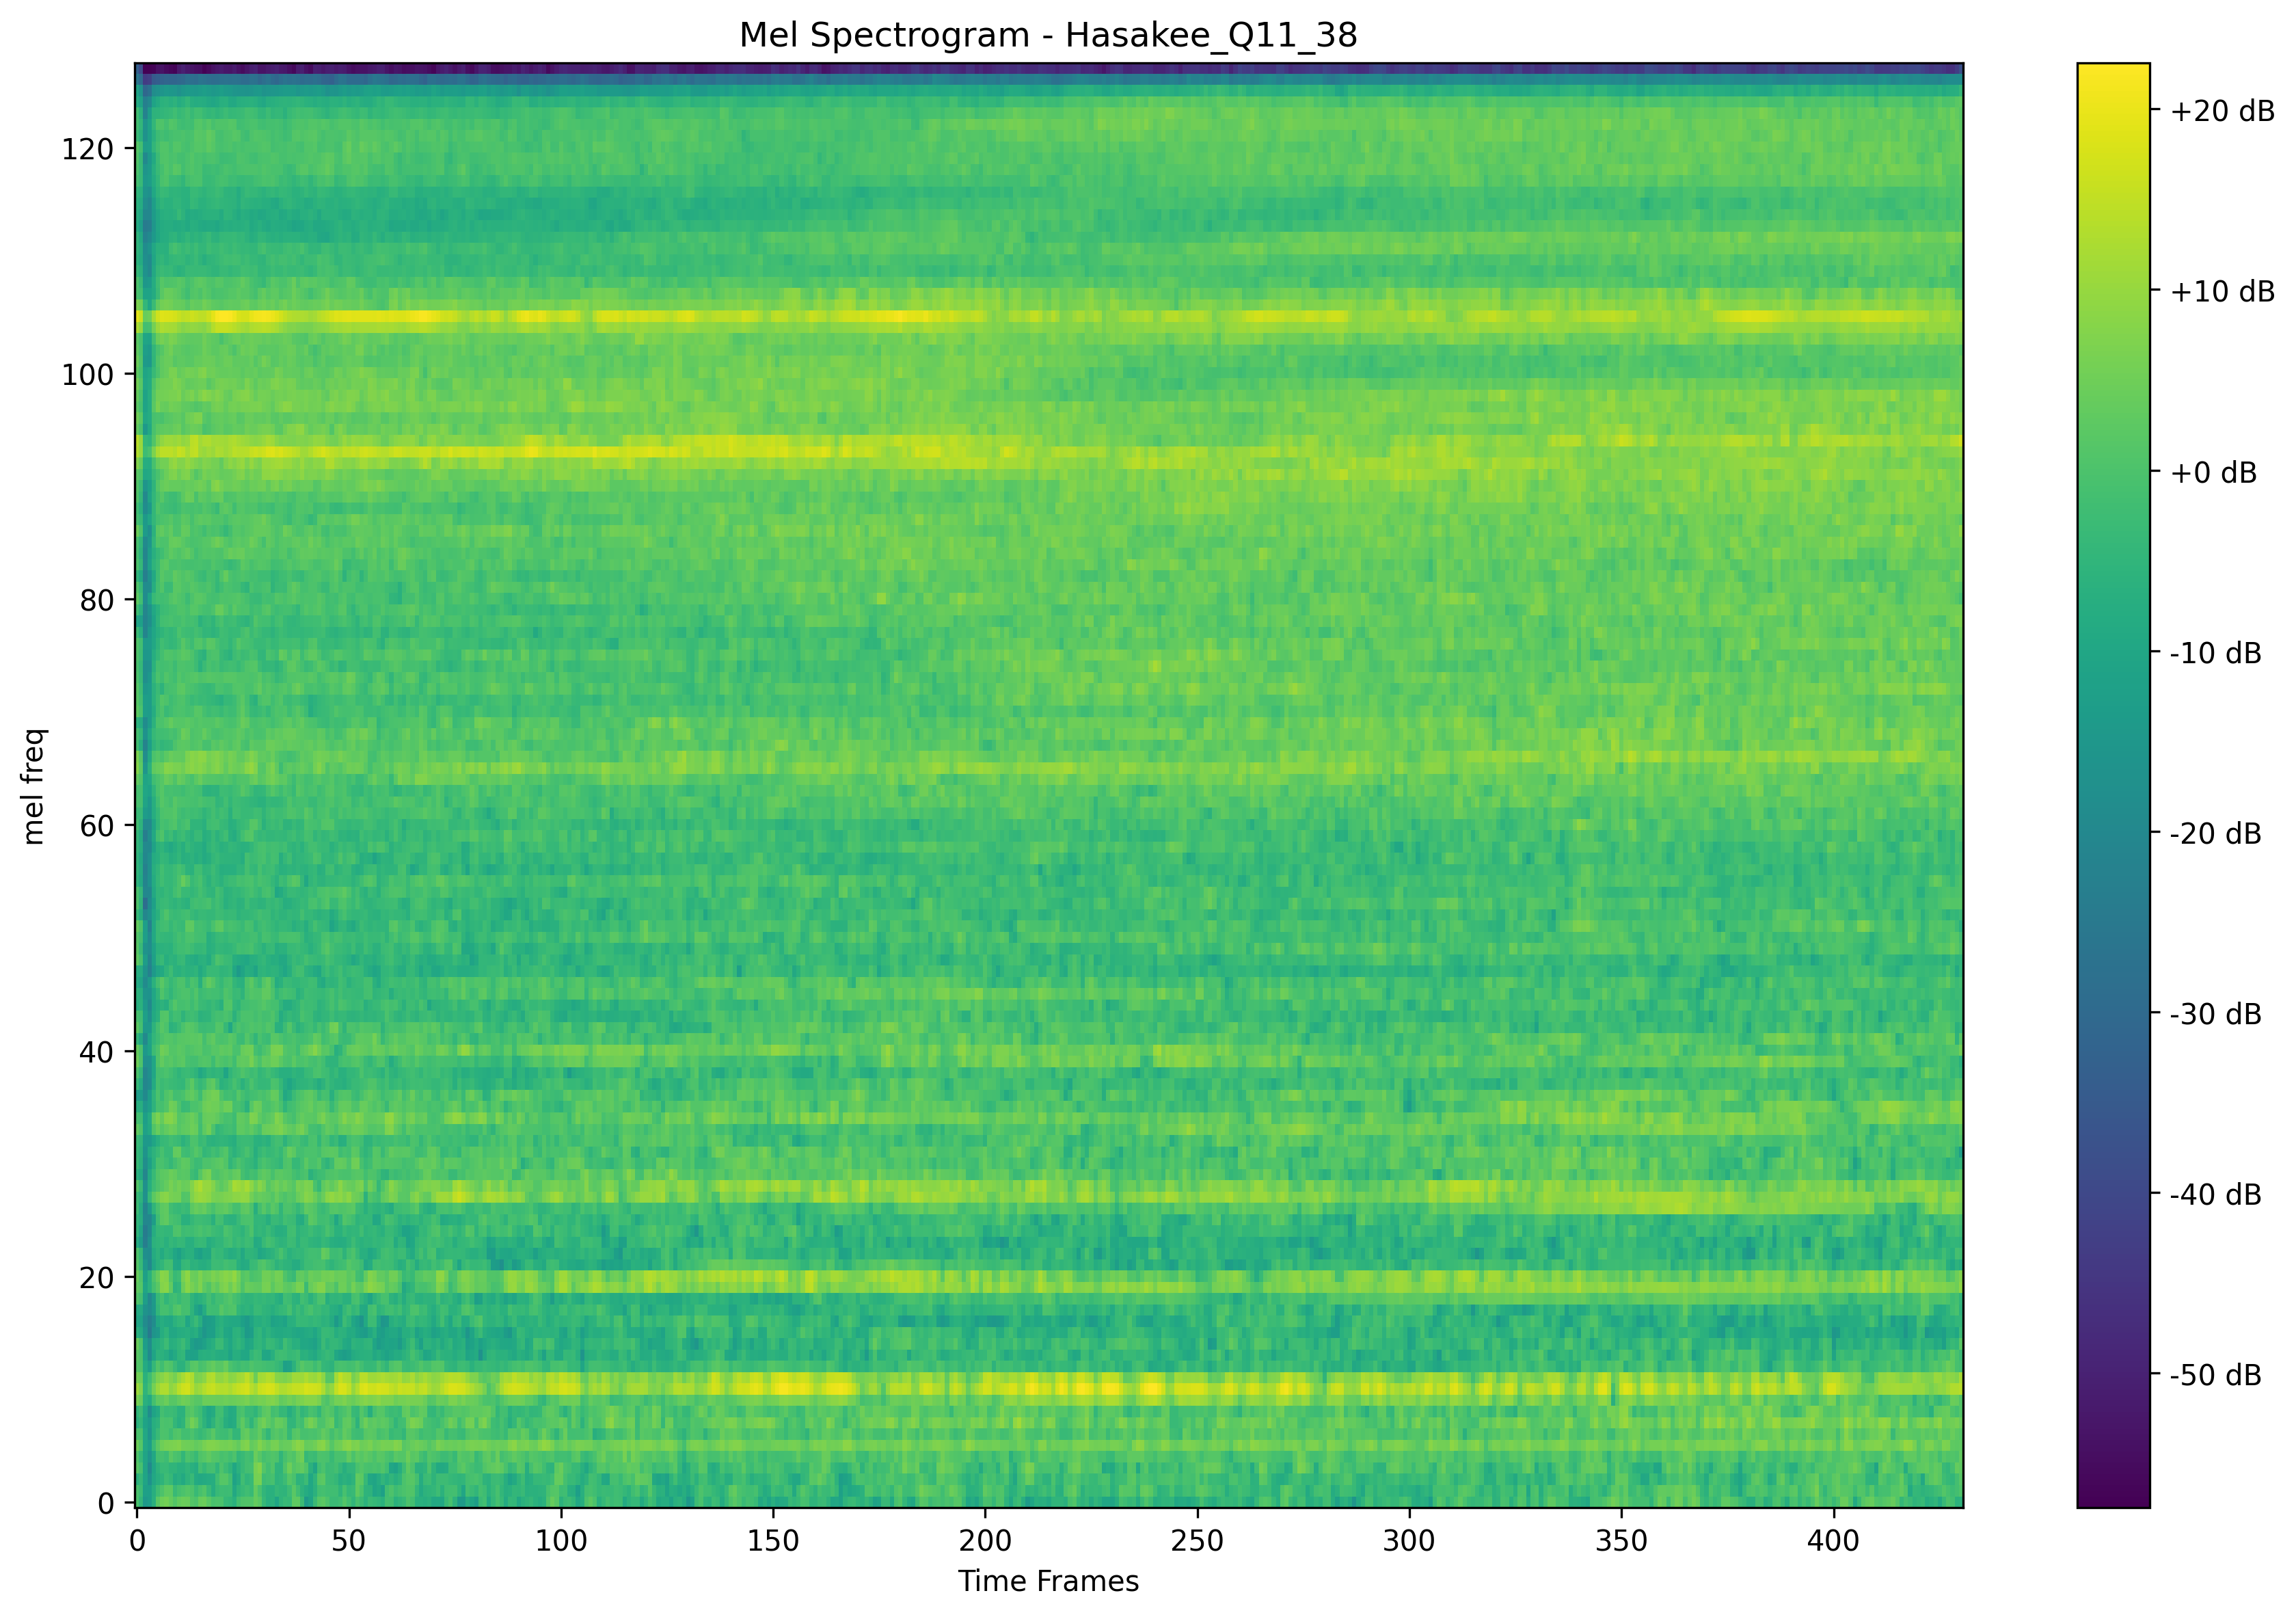 Mel Spectrogram - Hasakee_Q11_38
mel freq
120
100
80
60
40
20
0
0 50 100 150 200 250 300 350 400
Time Frames
+20 dB
+10 dB
+0 dB
-10 dB
-20 dB
-30 dB
-40 dB
-50 dB